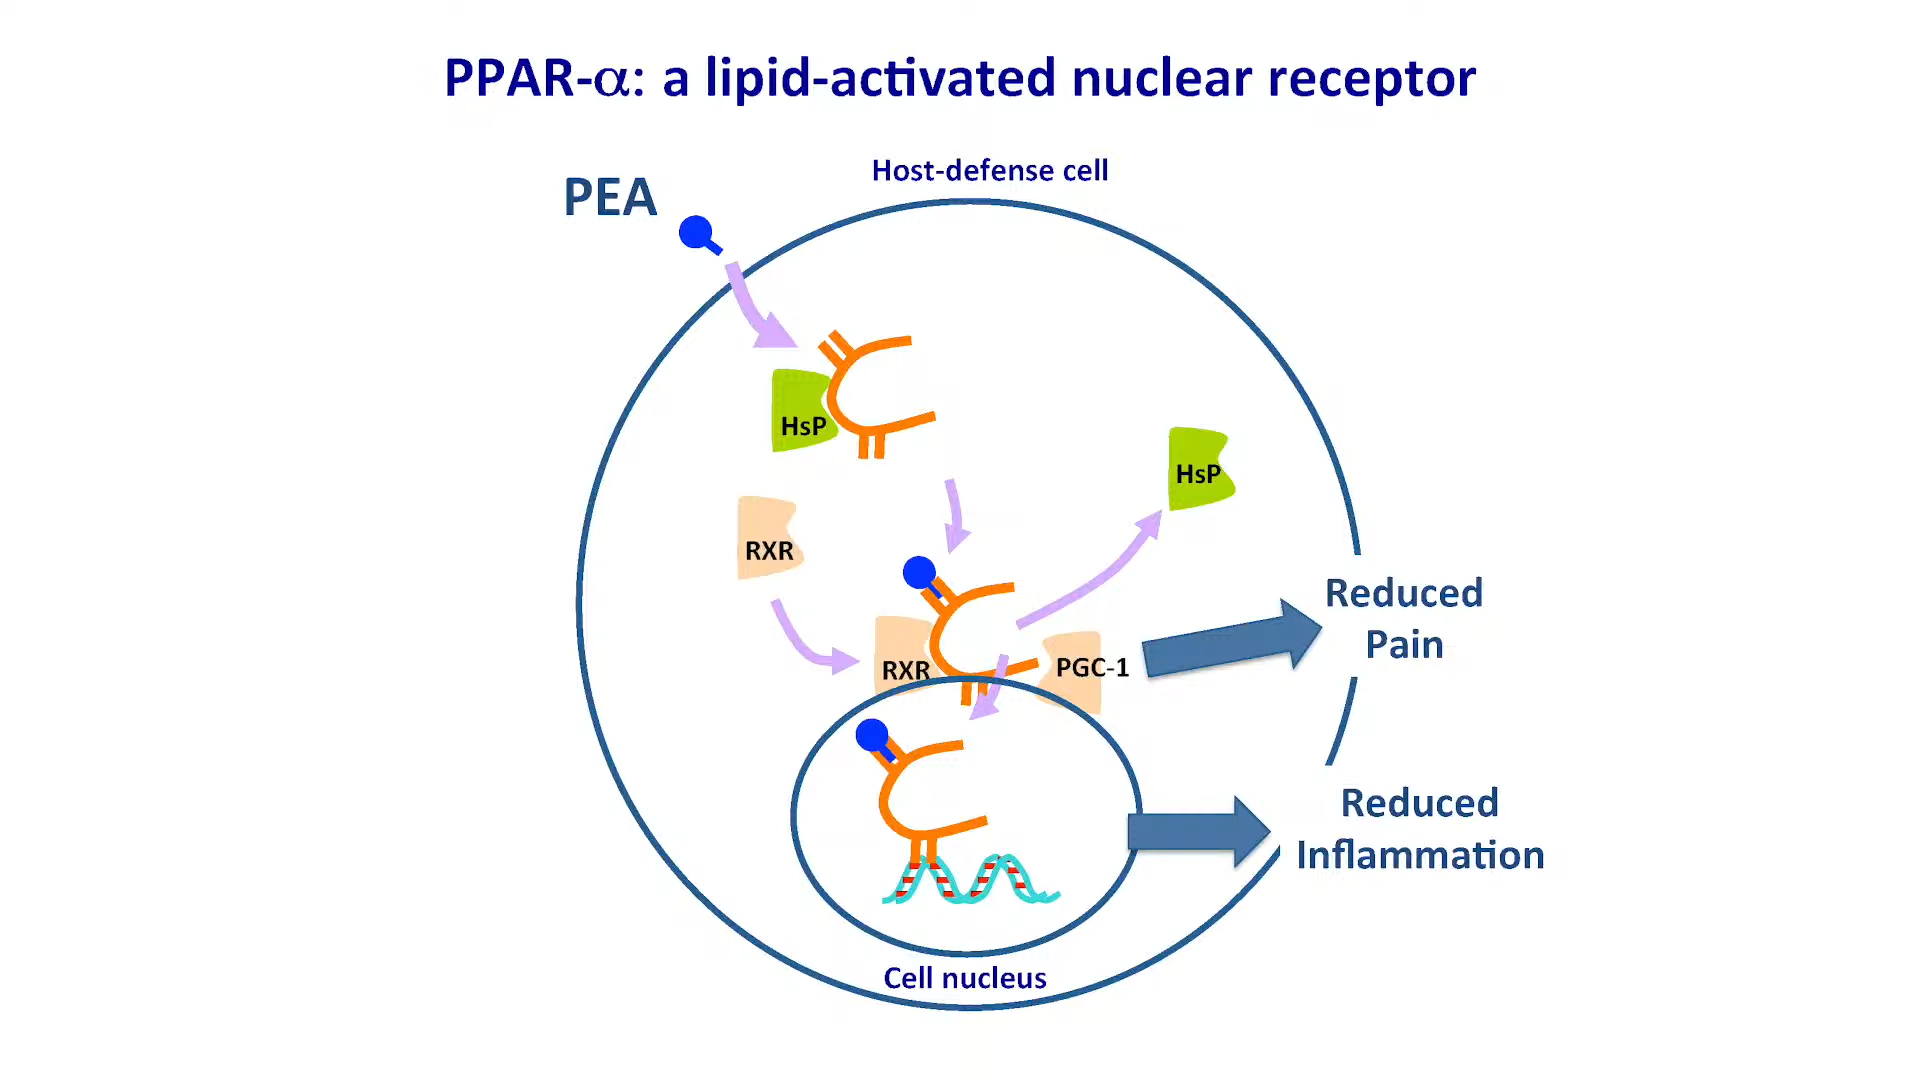 PPAR-α: a lipid-activated nuclear receptor
Host-defense cell
PEA
HsP
HsP
RXR
Reduced
Pain
RXR
PGC-1
Reduced
Inflammation
Cell nucleus